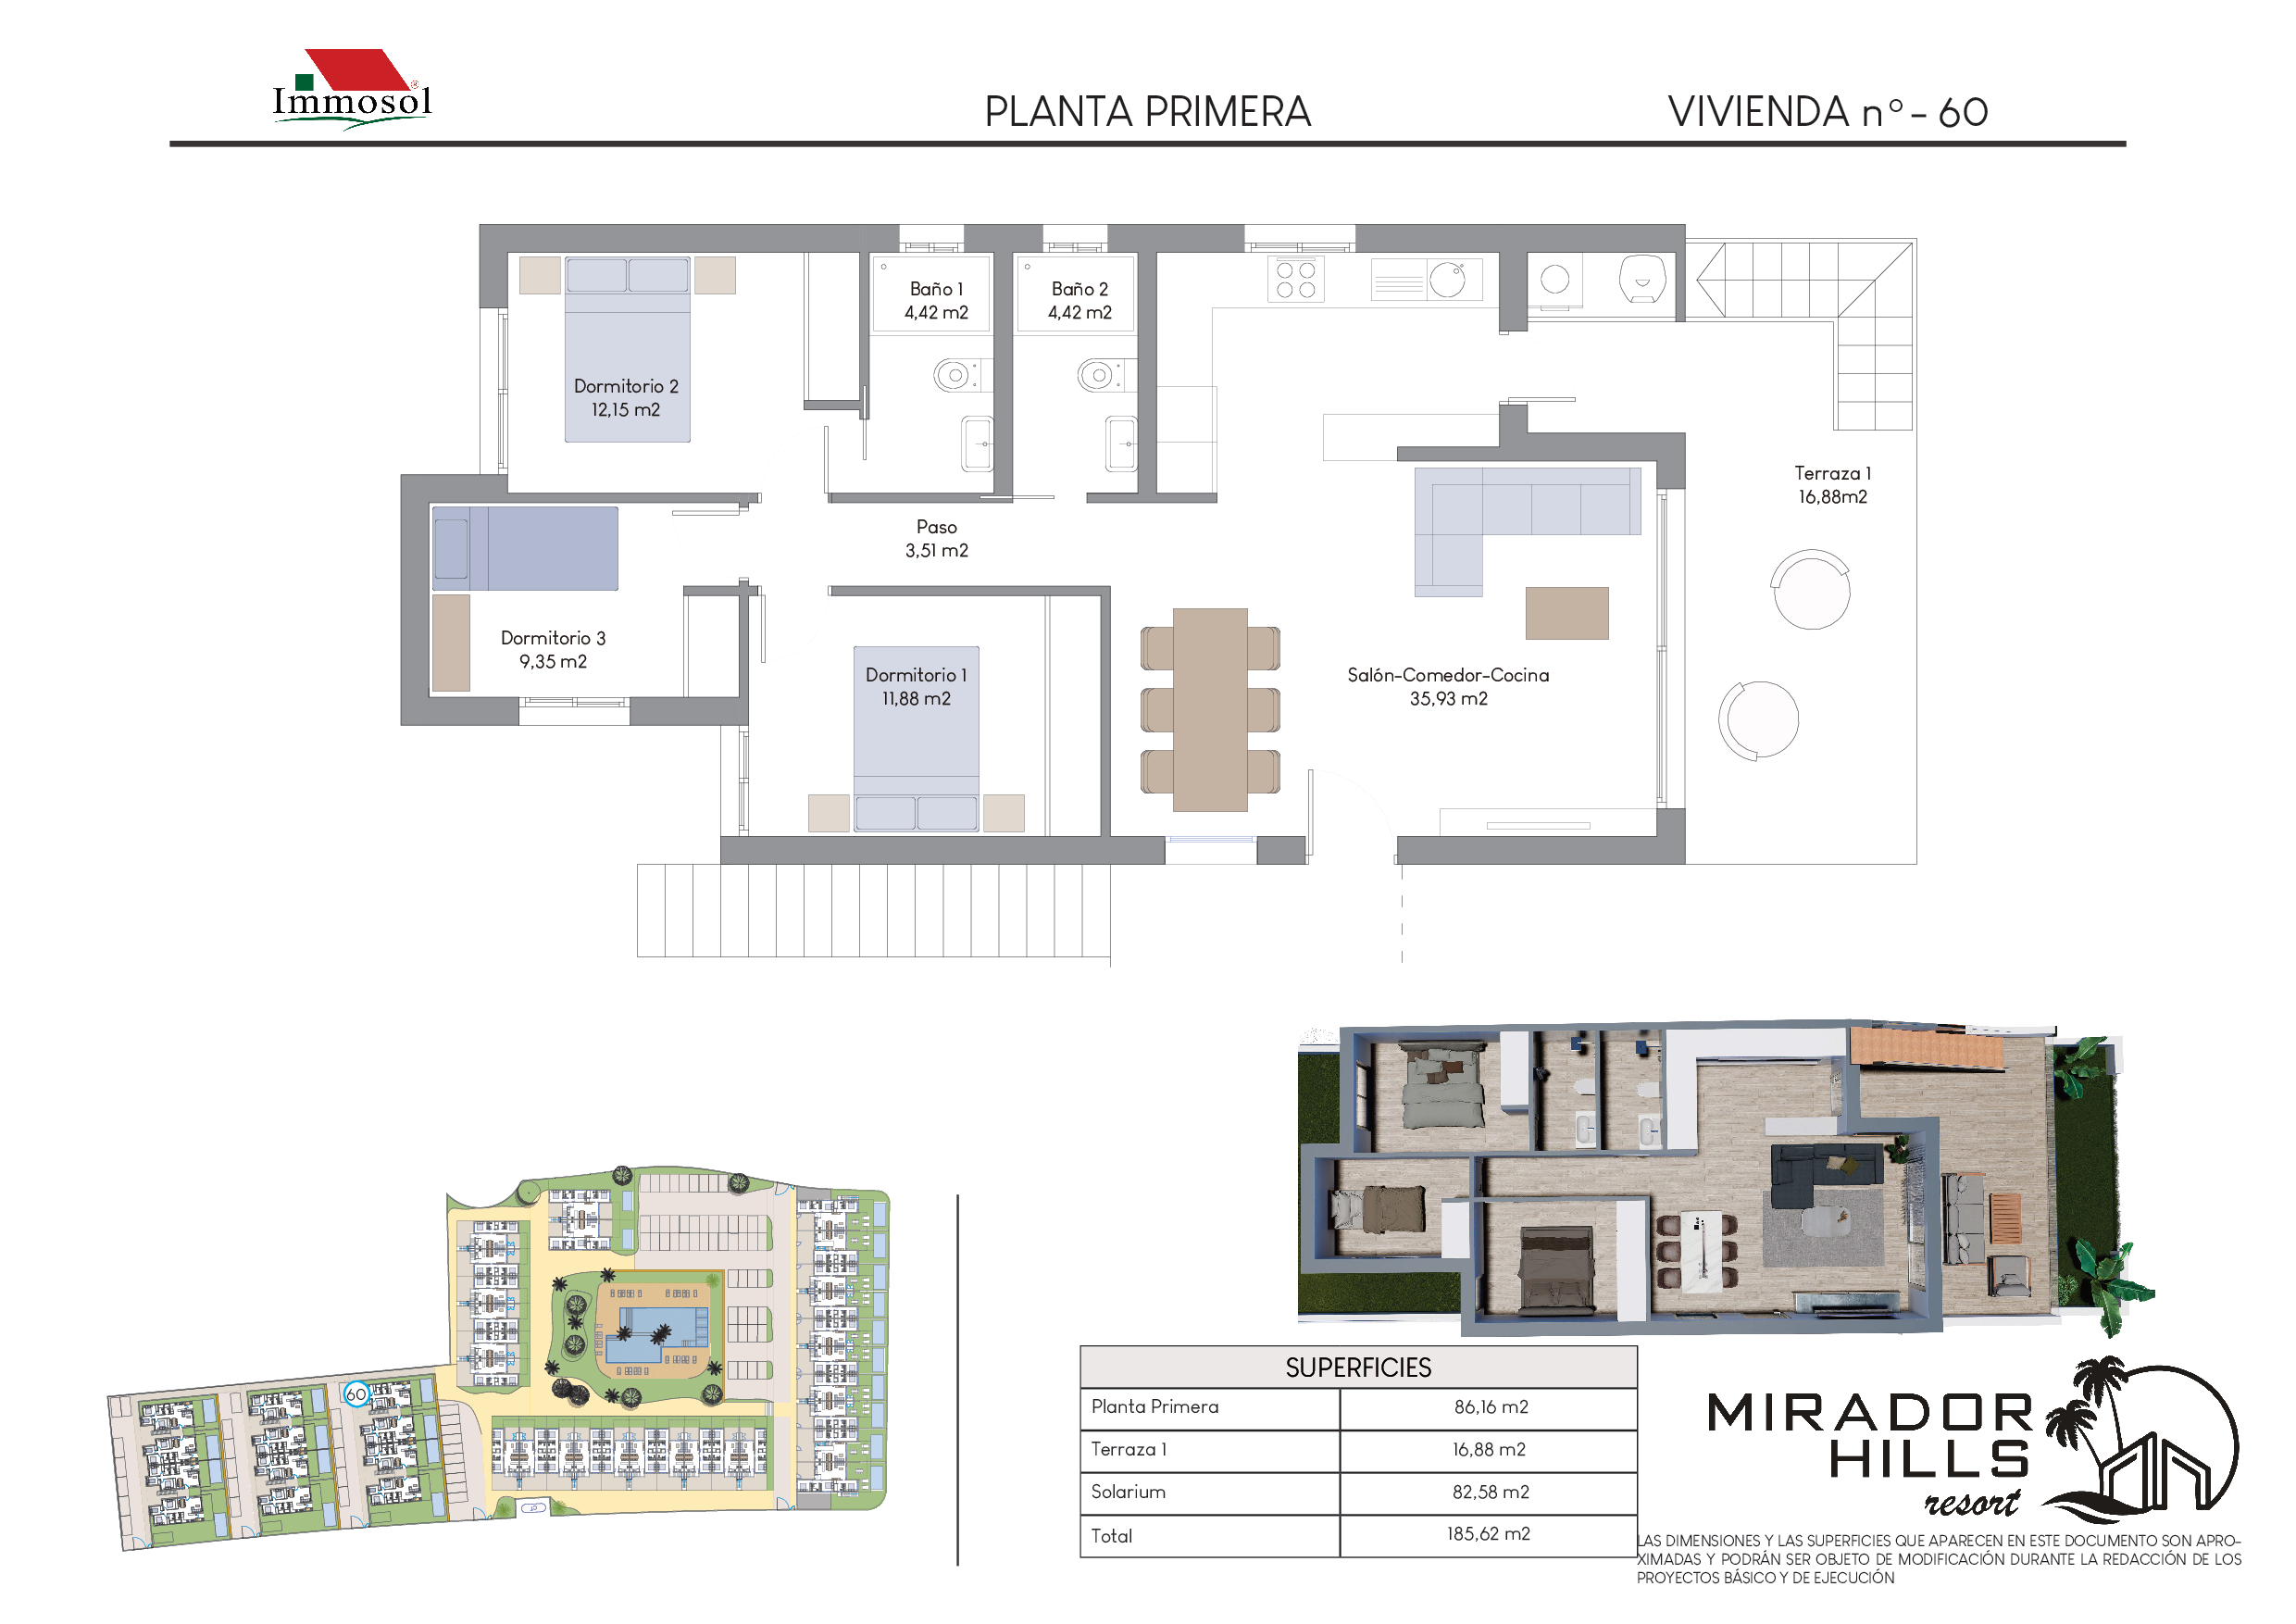 Immosol
PLANTA PRIMERA
VIVIENDA nº - 60
Baño 1
4,42 m2
Baño 2
4,42 m2
Dormitorio 2
12,15 m2
Terraza 1
16,88m2
Paso
3,51 m2
Dormitorio 3
9,35 m2
Dormitorio 1
11,88 m2
Salón-Comedor-Cocina
35,93 m2
60
SUPERFICIES
Planta Primera 86,16 m2
Terraza 1 16,88 m2
Solarium 82,58 m2
Total 185,62 m2
MIRADOR
HILLS
resort
LAS DIMENSIONES Y LAS SUPERFICIES QUE APARECEN EN ESTE DOCUMENTO SON APRO-
XIMADAS Y PODRÁN SER OBJETO DE MODIFICACIÓN DURANTE LA REDACCIÓN DE LOS
PROYECTOS BÁSICO Y DE EJECUCIÓN